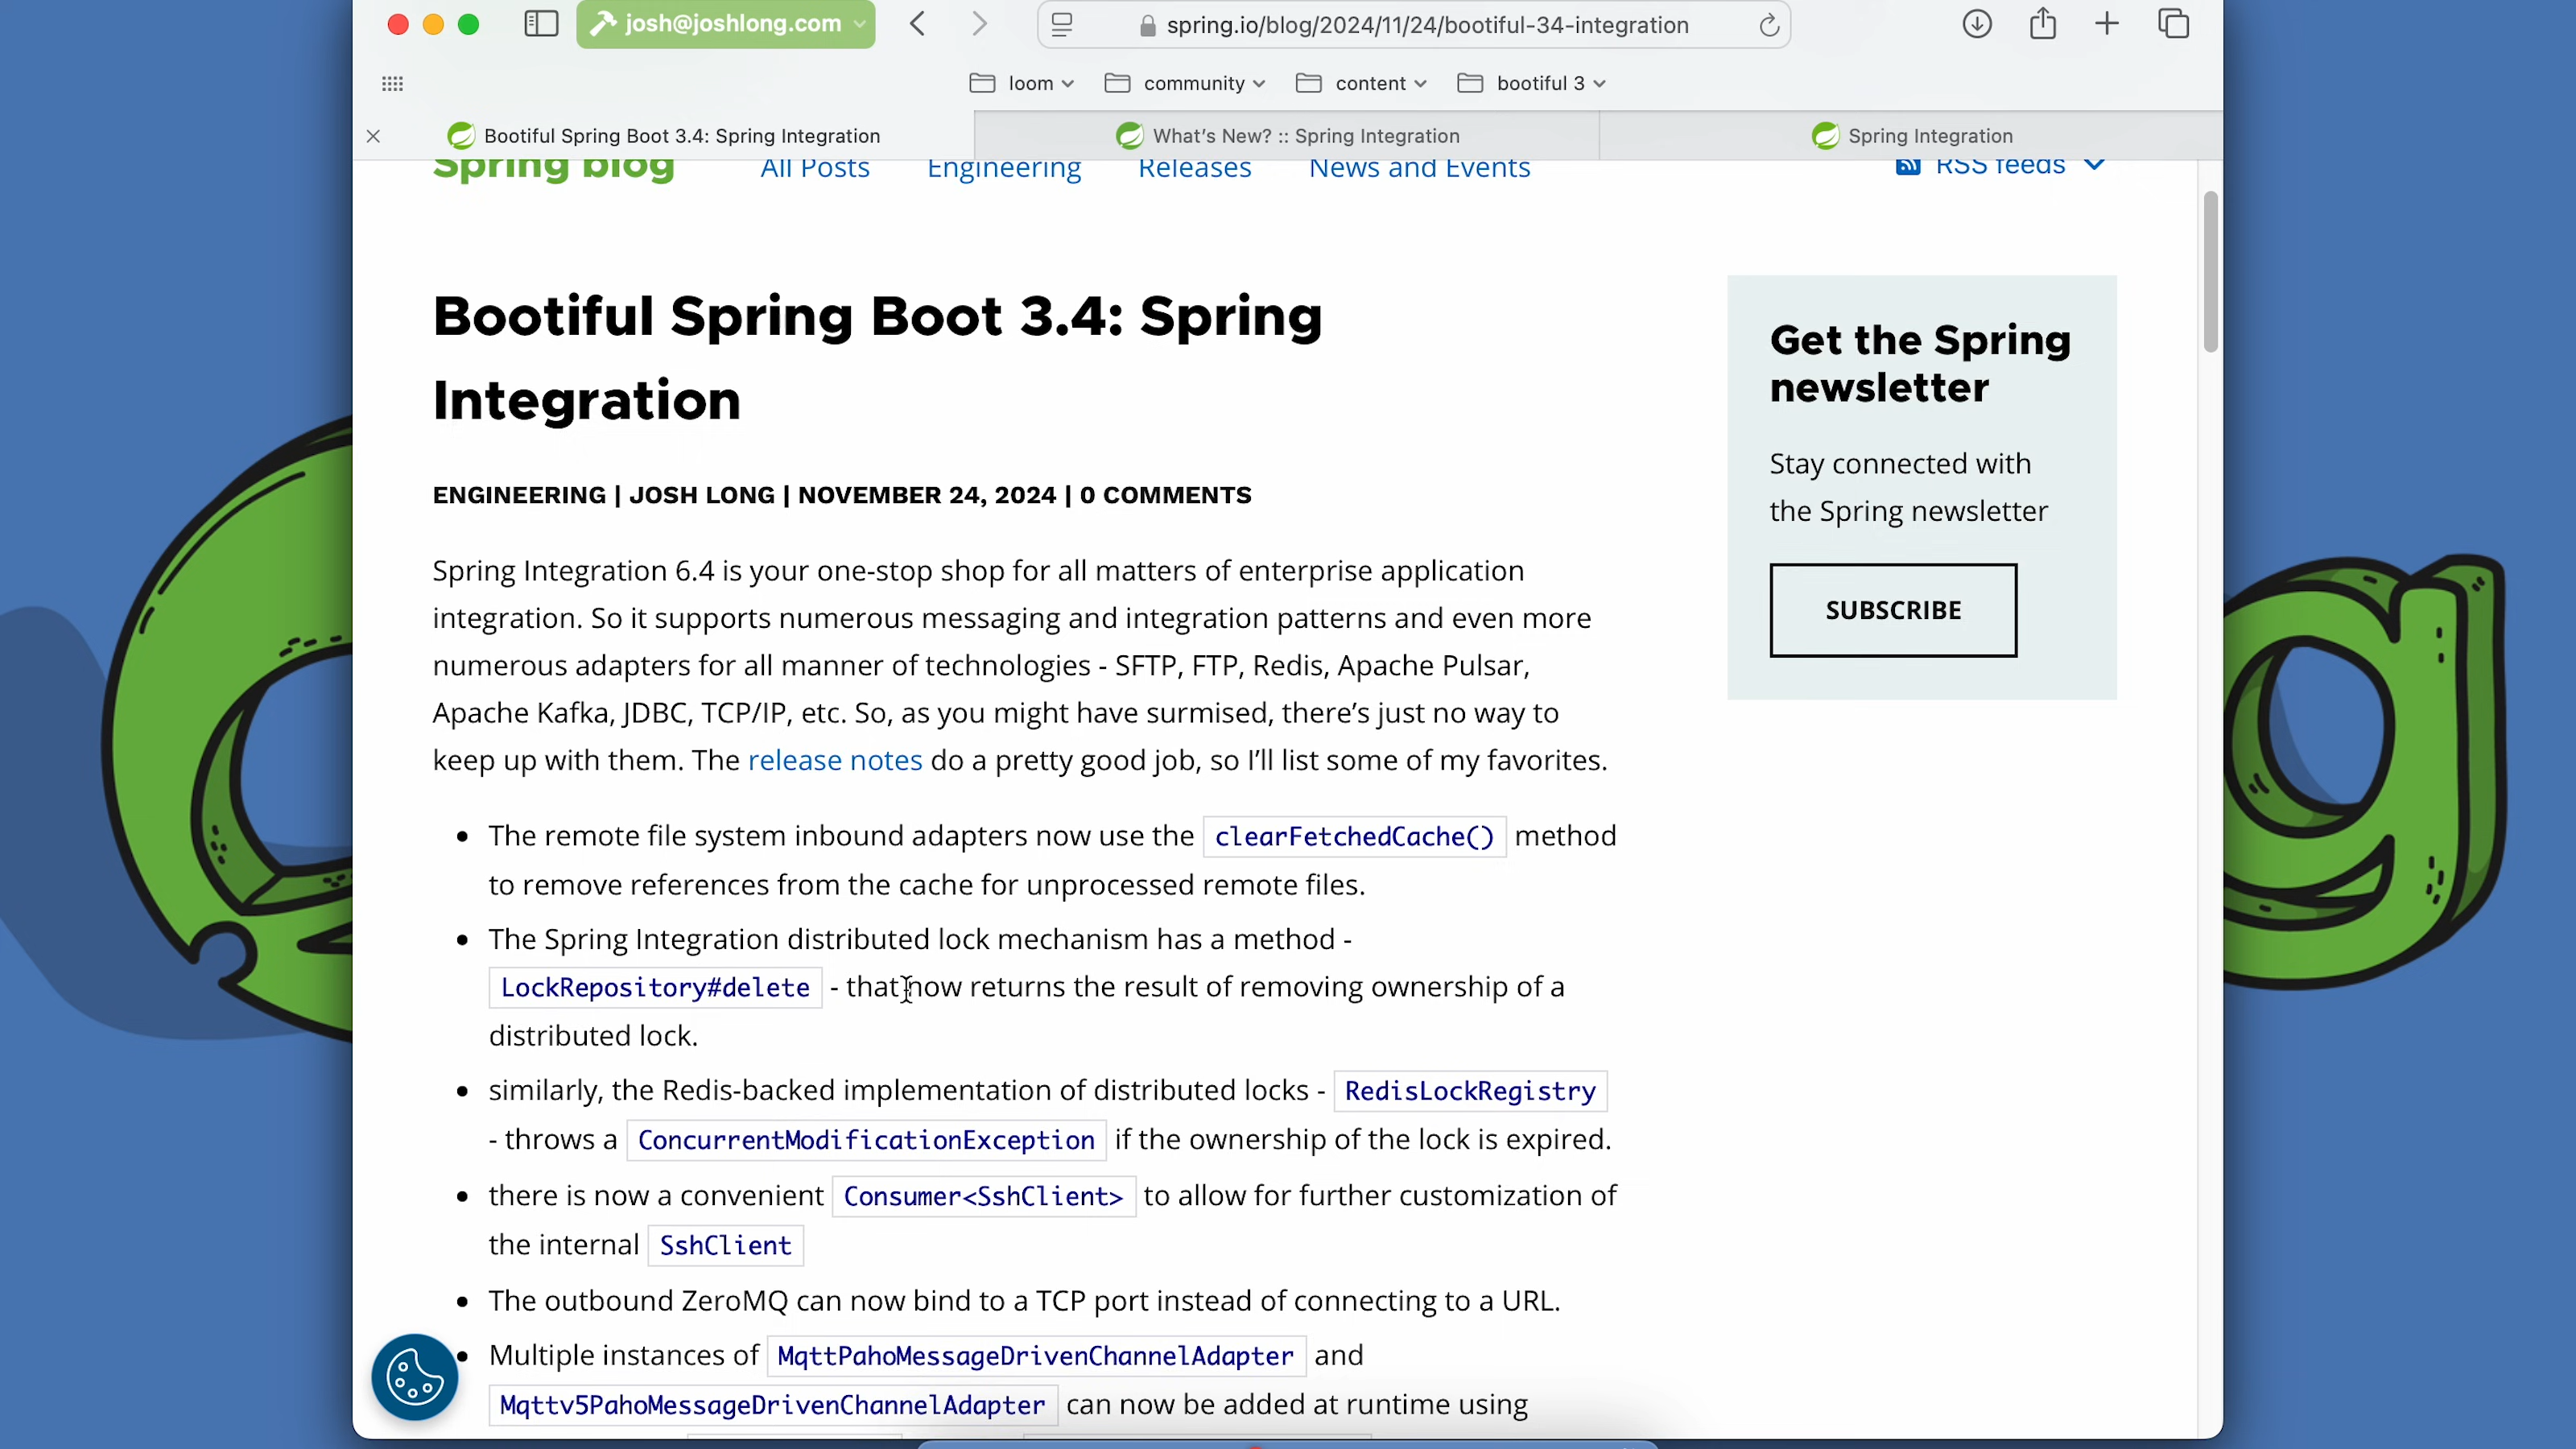 josh@joshlong.com
spring.io/blog/2024/11/24/bootiful-34-integration
loom
community
content
bootiful 3
Bootiful Spring Boot 3.4: Spring Integration
What's New? :: Spring Integration
Spring Integration
Spring blog
All Posts
Engineering
Releases
News and Events
RSS feeds
Bootiful Spring Boot 3.4: Spring
Integration
ENGINEERING | JOSH LONG | NOVEMBER 24, 2024 | 0 COMMENTS
Spring Integration 6.4 is your one-stop shop for all matters of enterprise application
integration. So it supports numerous messaging and integration patterns and even more
numerous adapters for all manner of technologies - SFTP, FTP, Redis, Apache Pulsar,
Apache Kafka, JDBC, TCP/IP, etc. So, as you might have surmised, there's just no way to
keep up with them. The release notes do a pretty good job, so I'll list some of my favorites.
• The remote file system inbound adapters now use the clearFetchedCache() method
to remove references from the cache for unprocessed remote files.
• The Spring Integration distributed lock mechanism has a method -
LockRepository#delete - that now returns the result of removing ownership of a
distributed lock.
• similarly, the Redis-backed implementation of distributed locks - RedisLockRegistry
- throws a ConcurrentModificationException if the ownership of the lock is expired.
• there is now a convenient Consumer<SshClient> to allow for further customization of
the internal SshClient
• The outbound ZeroMQ can now bind to a TCP port instead of connecting to a URL.
• Multiple instances of MqttPahoMessageDrivenChannelAdapter and
Mqttv5PahoMessageDrivenChannelAdapter can now be added at runtime using
Get the Spring
newsletter
Stay connected with
the Spring newsletter
SUBSCRIBE
g